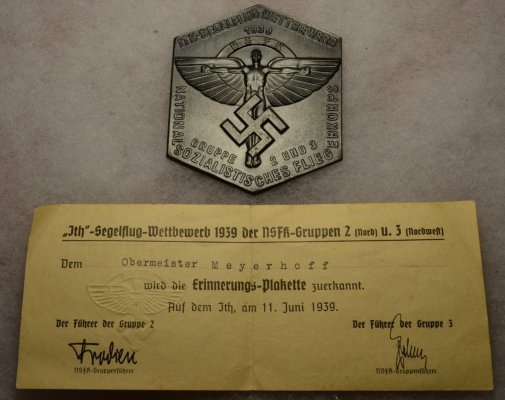 ITH-SEGELFLUG-WETTBEWERB
1939
NSFK
GRUPPE 2 UND 3
NATIONALSOZIALISTISCHES FLIEGERKORPS
„Ith“-Segelflug-Wettbewerb 1939 der NSFK-Gruppen 2 (Nord) u. 3 (Nordwest)
Dem Obermeister Meyerhoff
wird die Erinnerungs-Plakette zuerkannt.
Auf dem Ith, am 11. Juni 1939.
Der Führer der Gruppe 2 Der Führer der Gruppe 3
NSFK-Gruppenführer NSFK-Gruppenführer